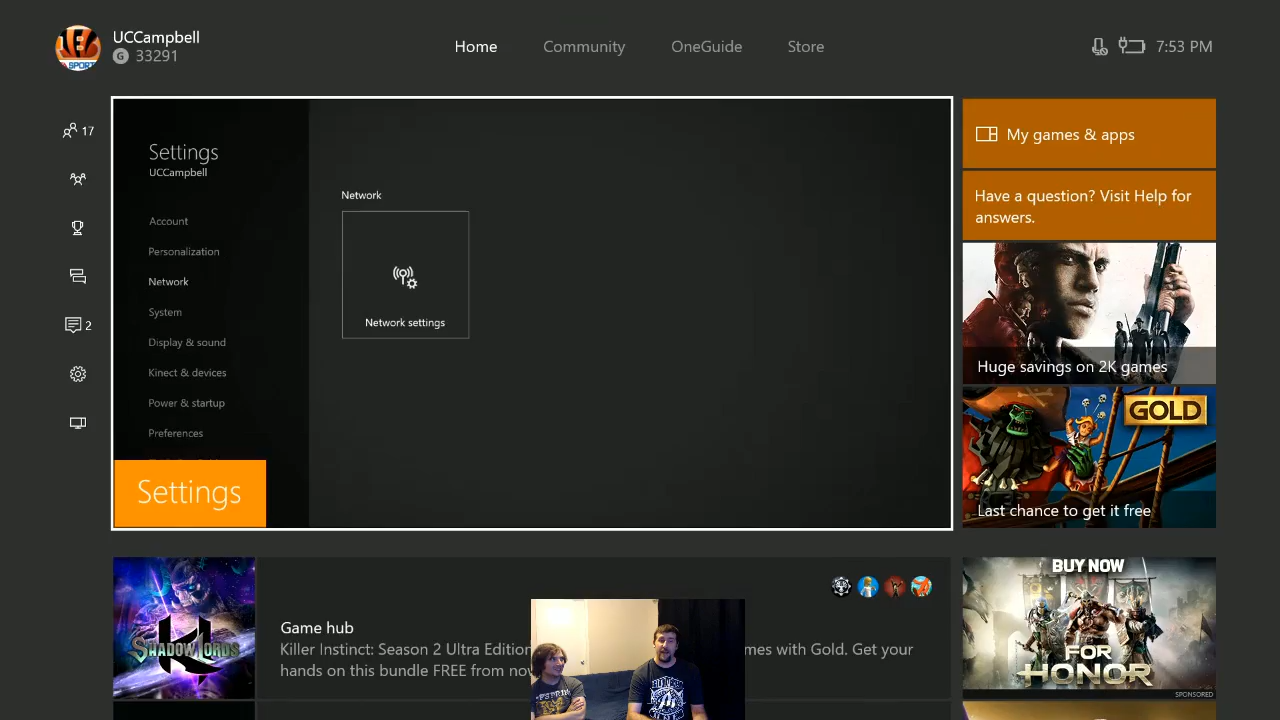 UCCampbell
G 33291
Home
Community
OneGuide
Store
7:53 PM
17
2
Settings
UCCampbell
Account
Personalization
Network
System
Display & sound
Kinect & devices
Power & startup
Preferences
Network
Network settings
Settings
My games & apps
Have a question? Visit Help for
answers.
Huge savings on 2K games
GOLD
Last chance to get it free
SHADOW LORDS
Game hub
Killer Instinct: Season 2 Ultra Edition
mes with Gold. Get your
hands on this bundle FREE from now
BUY NOW
FOR
HONOR
SPONSORED